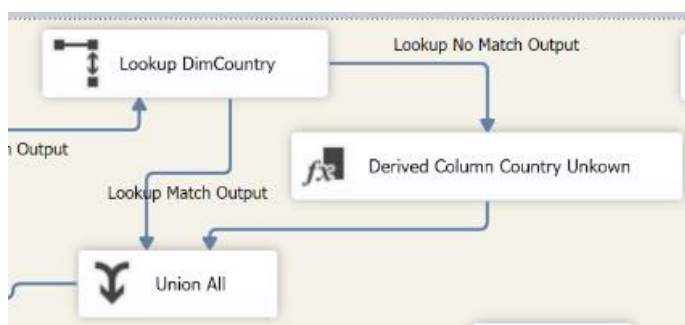 Lookup No Match Output
Lookup DimCountry
Output
Derived Column Country Unkown
Lookup Match Output
Union All